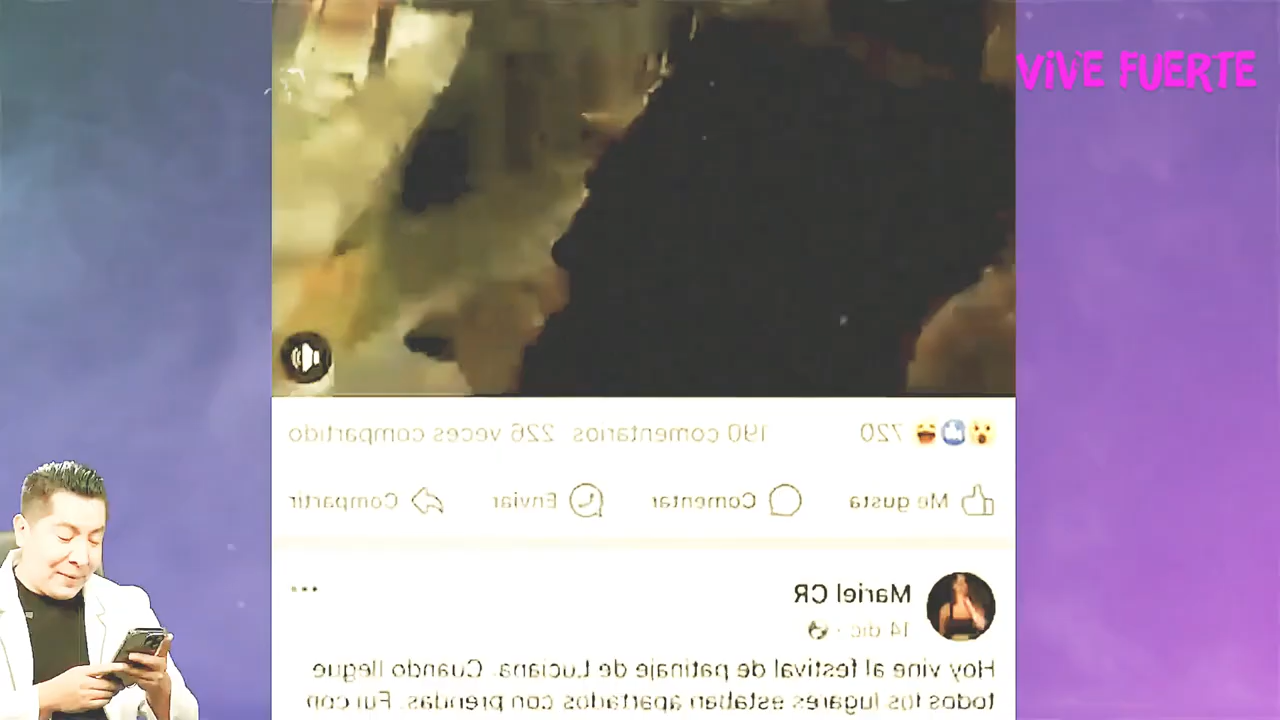 VIVE FUERTE
720 190 comentarios 226 veces compartido
Me gusta Comentar Enviar Compartir
Mariel CR
14 dic
Hoy vine al festival de patinaje de Luciana. Cuando llegue
todos los lugares estaban apartados con prendas. Fui con